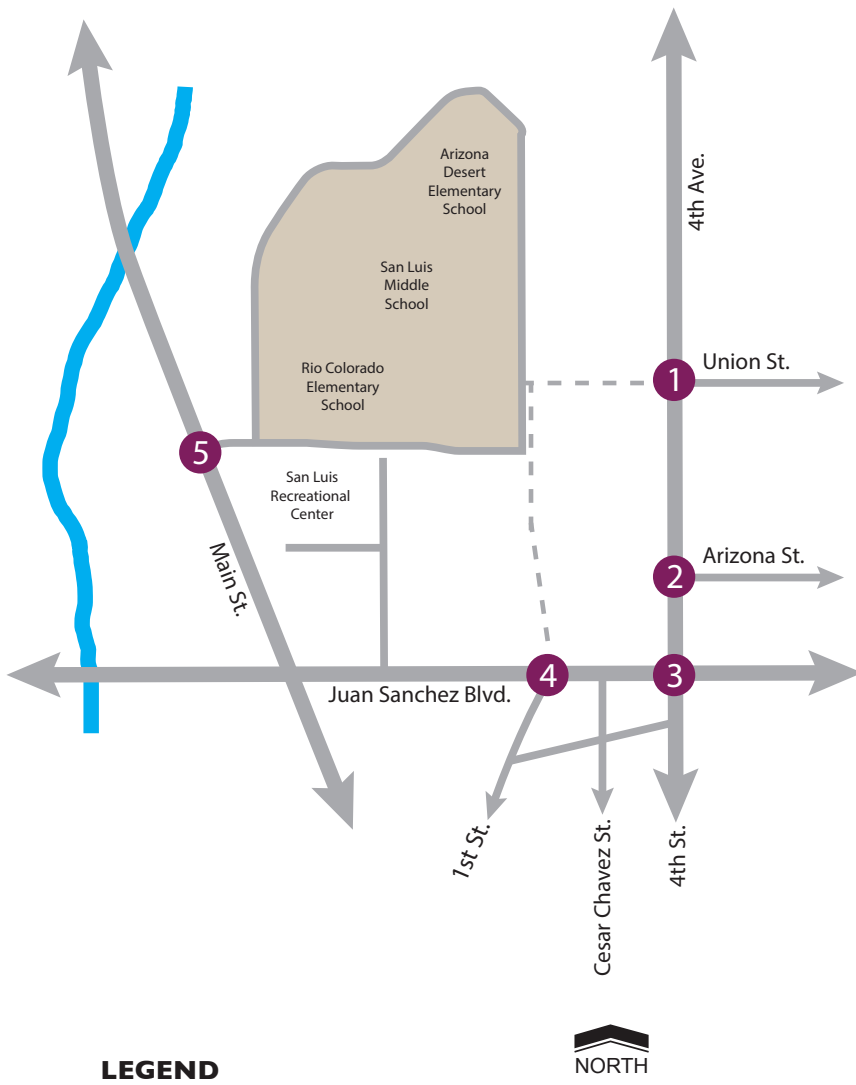 Arizona
Desert
Elementary
School
4th Ave.
San Luis
Middle
School
Union St.
1
Rio Colorado
Elementary
School
5
San Luis
Recreational
Center
Main St.
Arizona St.
2
4
3
Juan Sanchez Blvd.
1st St.
Cesar Chavez St.
4th St.
NORTH
LEGEND